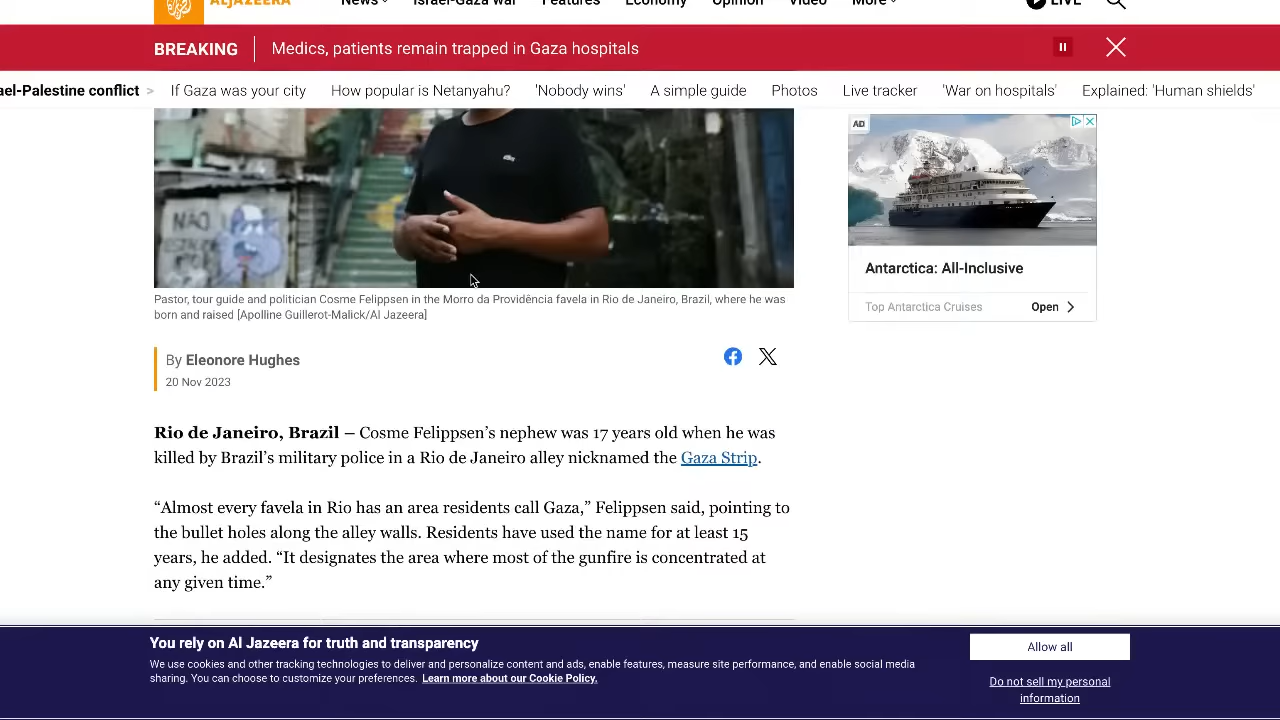 ALJAZEERA
News
Israel-Gaza war
Features
Economy
Opinion
Video
More
LIVE
BREAKING
Medics, patients remain trapped in Gaza hospitals
ael-Palestine conflict >
If Gaza was your city
How popular is Netanyahu?
'Nobody wins'
A simple guide
Photos
Live tracker
'War on hospitals'
Explained: 'Human shields'
NÃO
AD
Antarctica: All-Inclusive
Top Antarctica Cruises
Open
Pastor, tour guide and politician Cosme Felippsen in the Morro da Providência favela in Rio de Janeiro, Brazil, where he was
born and raised [Apolline Guillerot-Malick/Al Jazeera]
By Eleonore Hughes
20 Nov 2023
Rio de Janeiro, Brazil – Cosme Felippsen’s nephew was 17 years old when he was
killed by Brazil’s military police in a Rio de Janeiro alley nicknamed the Gaza Strip.
“Almost every favela in Rio has an area residents call Gaza,” Felippsen said, pointing to
the bullet holes along the alley walls. Residents have used the name for at least 15
years, he added. “It designates the area where most of the gunfire is concentrated at
any given time.”
You rely on Al Jazeera for truth and transparency
We use cookies and other tracking technologies to deliver and personalize content and ads, enable features, measure site performance, and enable social media
sharing. You can choose to customize your preferences. Learn more about our Cookie Policy.
Allow all
Do not sell my personal
information